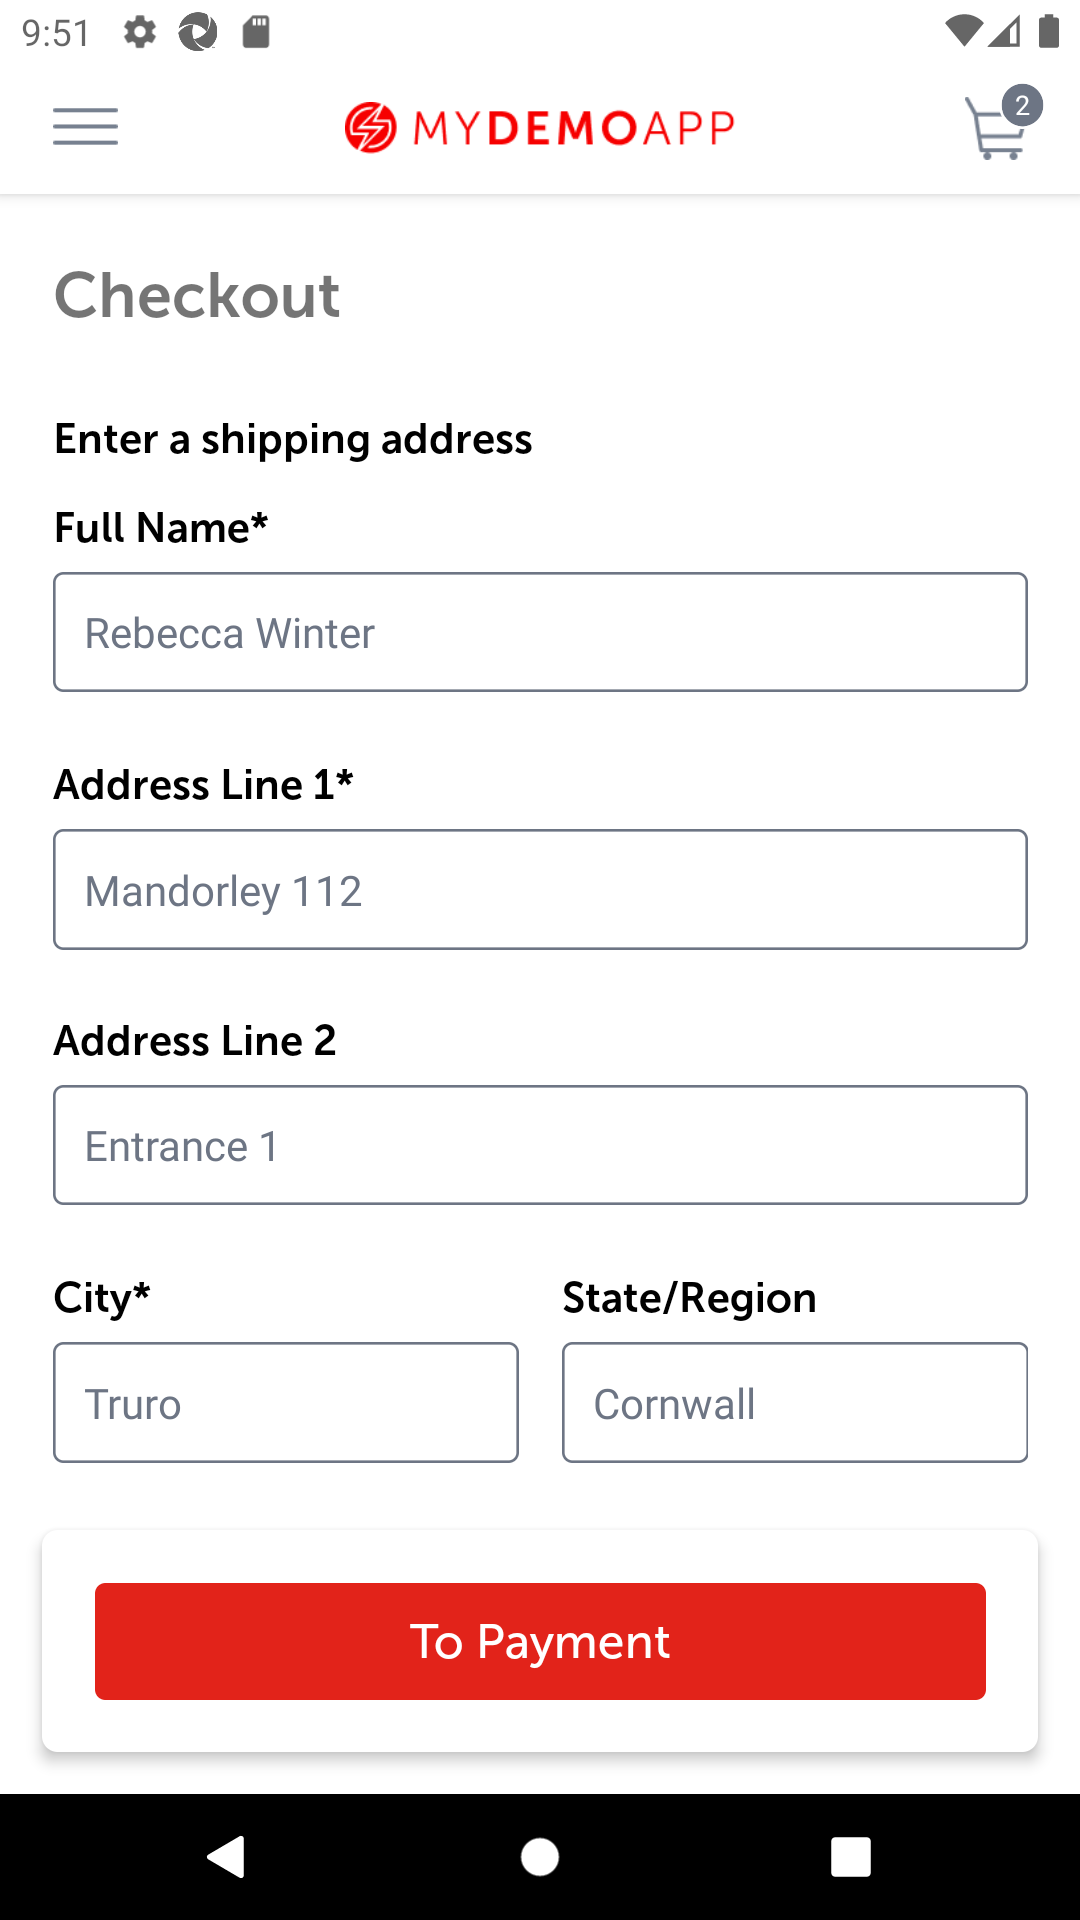 9:51
MYDEMOAPP
2
Checkout
Enter a shipping address
Full Name*
Rebecca Winter
Address Line 1*
Mandorley 112
Address Line 2
Entrance 1
City* State/Region
Truro Cornwall
To Payment